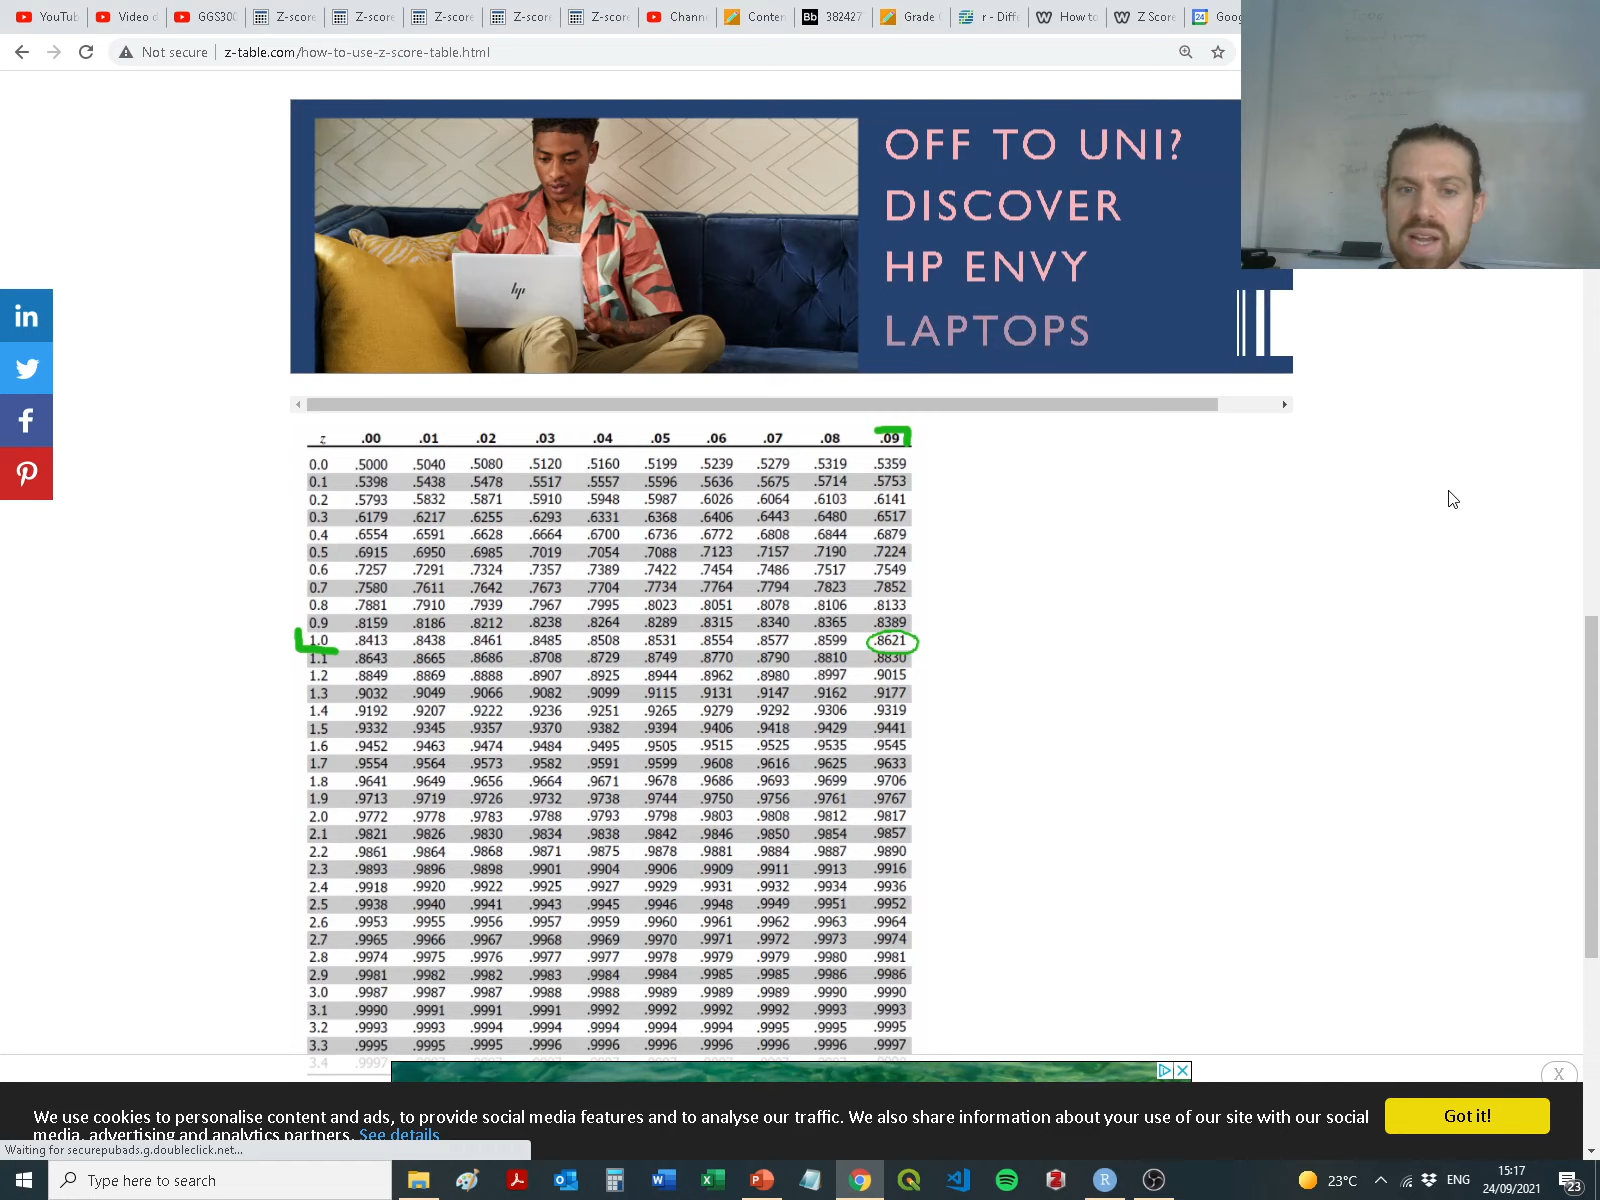 YouTub
Video d
GGS300
Z-score
Z-score
Z-score
Z-score
Z-score
Chann
Conter
Bb 382427
Grade
r - Diff
How to
Z Score
24 Goog
Not secure z-table.com/how-to-use-z-score-table.html
OFF TO UNI?
DISCOVER
HP ENVY
LAPTOPS
hp
in
f
z .00 .01 .02 .03 .04 .05 .06 .07 .08 .09
0.0 .5000 .5040 .5080 .5120 .5160 .5199 .5239 .5279 .5319 .5359
0.1 .5398 .5438 .5478 .5517 .5557 .5596 .5636 .5675 .5714 .5753
0.2 .5793 .5832 .5871 .5910 .5948 .5987 .6026 .6064 .6103 .6141
0.3 .6179 .6217 .6255 .6293 .6331 .6368 .6406 .6443 .6480 .6517
0.4 .6554 .6591 .6628 .6664 .6700 .6736 .6772 .6808 .6844 .6879
0.5 .6915 .6950 .6985 .7019 .7054 .7088 .7123 .7157 .7190 .7224
0.6 .7257 .7291 .7324 .7357 .7389 .7422 .7454 .7486 .7517 .7549
0.7 .7580 .7611 .7642 .7673 .7704 .7734 .7764 .7794 .7823 .7852
0.8 .7881 .7910 .7939 .7967 .7995 .8023 .8051 .8078 .8106 .8133
0.9 .8159 .8186 .8212 .8238 .8264 .8289 .8315 .8340 .8365 .8389
1.0 .8413 .8438 .8461 .8485 .8508 .8531 .8554 .8577 .8599 .8621
1.1 .8643 .8665 .8686 .8708 .8729 .8749 .8770 .8790 .8810 .8830
1.2 .8849 .8869 .8888 .8907 .8925 .8944 .8962 .8980 .8997 .9015
1.3 .9032 .9049 .9066 .9082 .9099 .9115 .9131 .9147 .9162 .9177
1.4 .9192 .9207 .9222 .9236 .9251 .9265 .9279 .9292 .9306 .9319
1.5 .9332 .9345 .9357 .9370 .9382 .9394 .9406 .9418 .9429 .9441
1.6 .9452 .9463 .9474 .9484 .9495 .9505 .9515 .9525 .9535 .9545
1.7 .9554 .9564 .9573 .9582 .9591 .9599 .9608 .9616 .9625 .9633
1.8 .9641 .9649 .9656 .9664 .9671 .9678 .9686 .9693 .9699 .9706
1.9 .9713 .9719 .9726 .9732 .9738 .9744 .9750 .9756 .9761 .9767
2.0 .9772 .9778 .9783 .9788 .9793 .9798 .9803 .9808 .9812 .9817
2.1 .9821 .9826 .9830 .9834 .9838 .9842 .9846 .9850 .9854 .9857
2.2 .9861 .9864 .9868 .9871 .9875 .9878 .9881 .9884 .9887 .9890
2.3 .9893 .9896 .9898 .9901 .9904 .9906 .9909 .9911 .9913 .9916
2.4 .9918 .9920 .9922 .9925 .9927 .9929 .9931 .9932 .9934 .9936
2.5 .9938 .9940 .9941 .9943 .9945 .9946 .9948 .9949 .9951 .9952
2.6 .9953 .9955 .9956 .9957 .9959 .9960 .9961 .9962 .9963 .9964
2.7 .9965 .9966 .9967 .9968 .9969 .9970 .9971 .9972 .9973 .9974
2.8 .9974 .9975 .9976 .9977 .9977 .9978 .9979 .9979 .9980 .9981
2.9 .9981 .9982 .9982 .9983 .9984 .9984 .9985 .9985 .9986 .9986
3.0 .9987 .9987 .9987 .9988 .9988 .9989 .9989 .9989 .9990 .9990
3.1 .9990 .9991 .9991 .9991 .9992 .9992 .9992 .9992 .9993 .9993
3.2 .9993 .9993 .9994 .9994 .9994 .9994 .9994 .9995 .9995 .9995
3.3 .9995 .9995 .9995 .9996 .9996 .9996 .9996 .9996 .9996 .9997
3.4 .9997
X
We use cookies to personalise content and ads, to provide social media features and to analyse our traffic. We also share information about your use of our site with our social
media, advertising and analytics partners. See details
Got it!
Waiting for securepubads.g.doubleclick.net...
Type here to search
23°C
ENG
15:17
24/09/2021
23